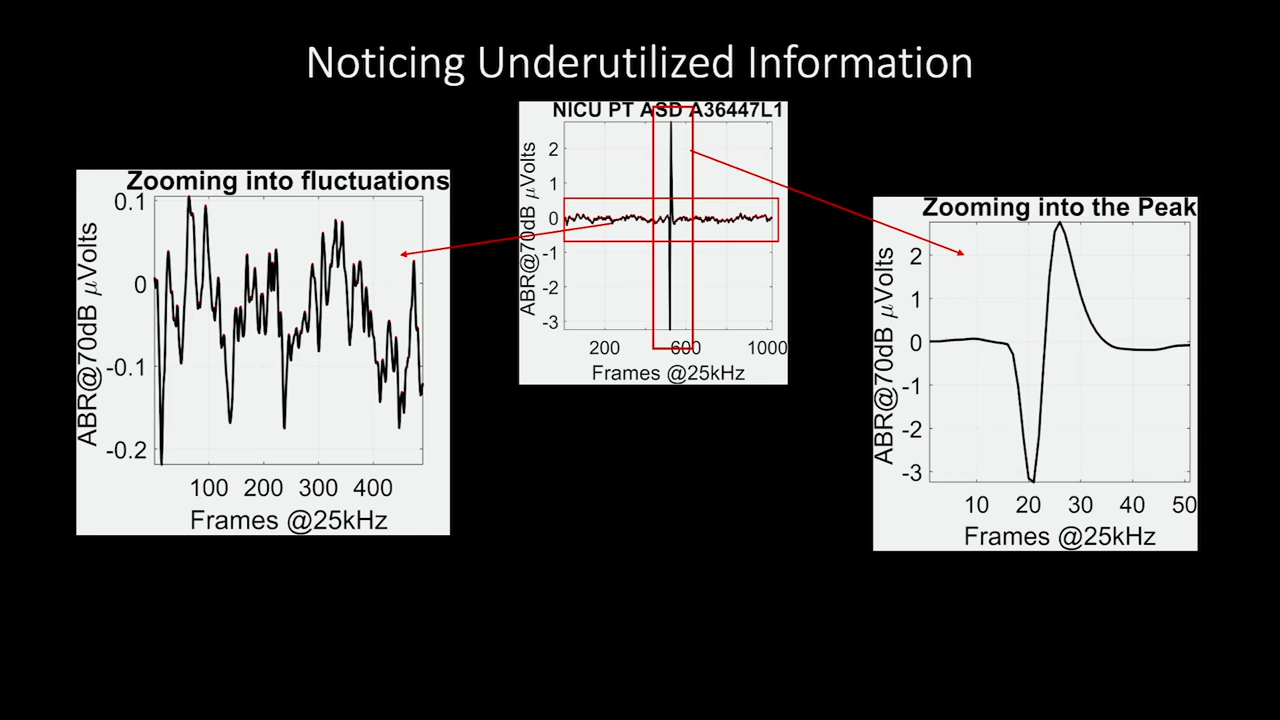 Noticing Underutilized Information
NICU PT ASD A36447L1
ABR@70dB μVolts
2
1
0
-1
-2
-3
200 600 1000
Frames @25kHz
Zooming into fluctuations
ABR@70dB μVolts
0.1
0
-0.1
-0.2
100 200 300 400
Frames @25kHz
Zooming into the Peak
ABR@70dB μVolts
2
1
0
-1
-2
-3
10 20 30 40 50
Frames @25kHz